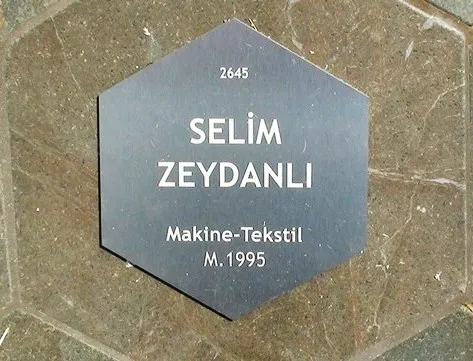 2645
SELİM
ZEYDANLI
Makine-Tekstil
M.1995